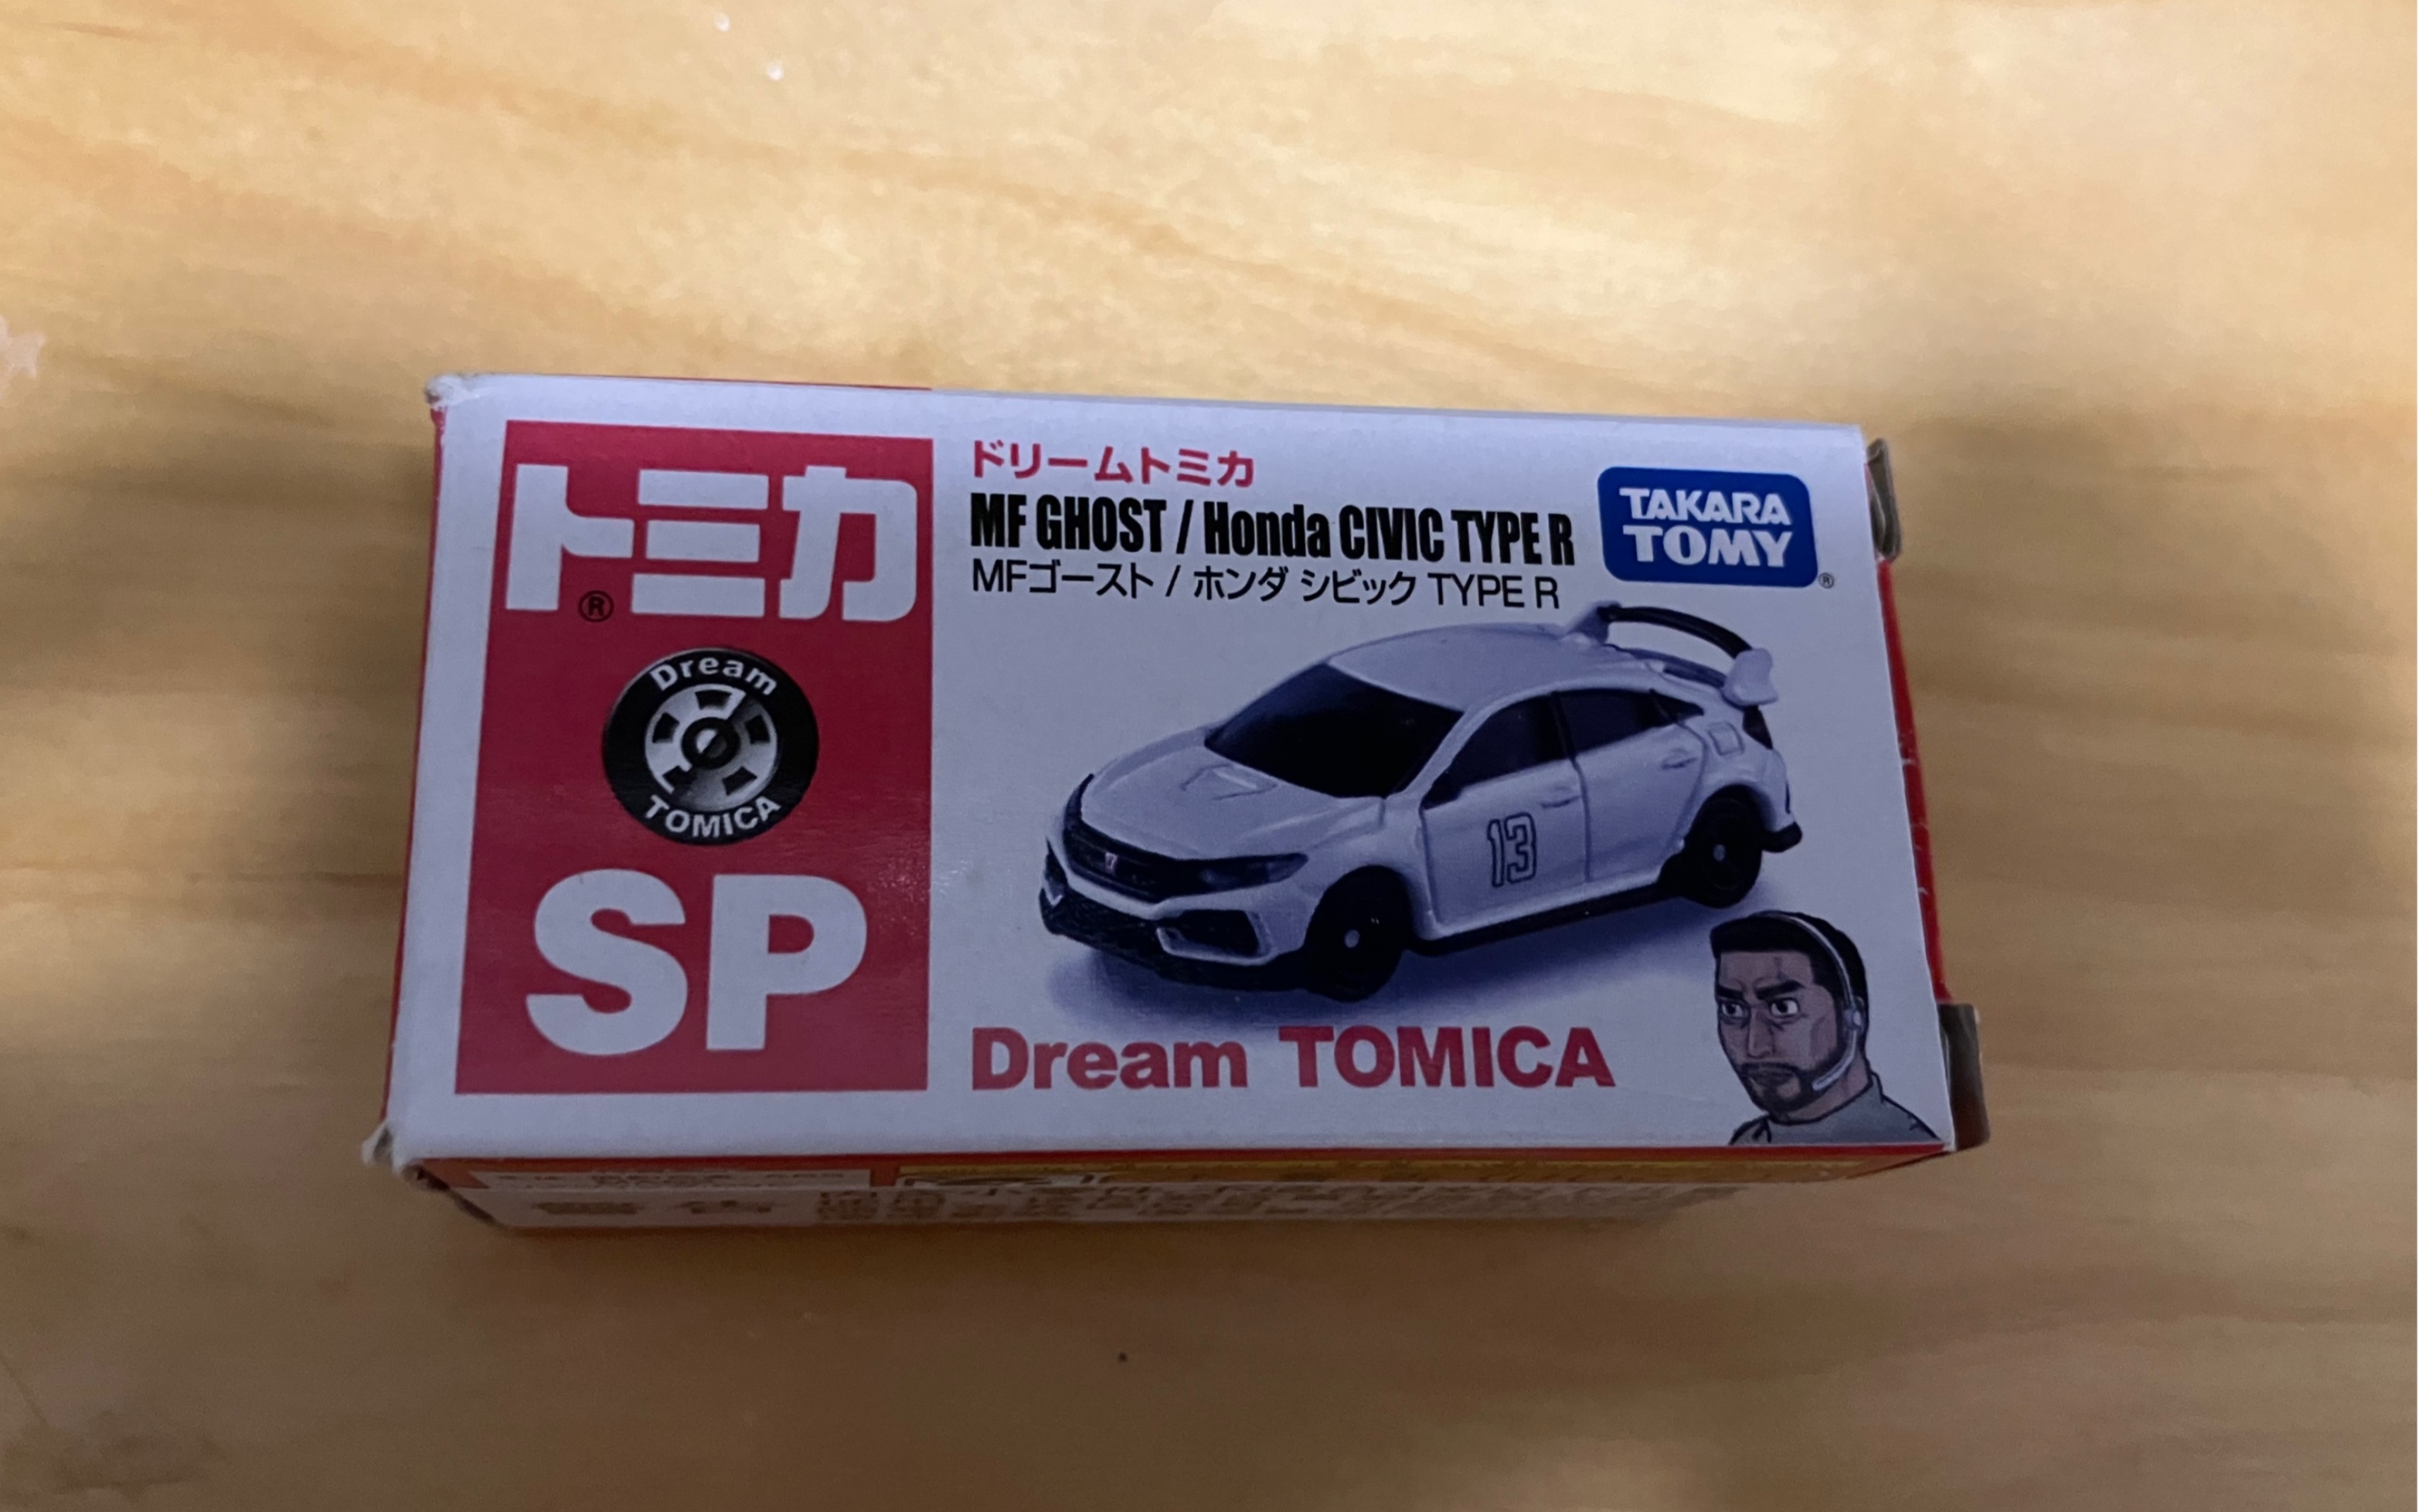 トミカ
®
Dream
TOMICA
SP
ドリームトミカ
MF GHOST / Honda CIVIC TYPE R
MFゴースト / ホンダ シビック TYPE R
TAKARA
TOMY
®
13
Dream TOMICA